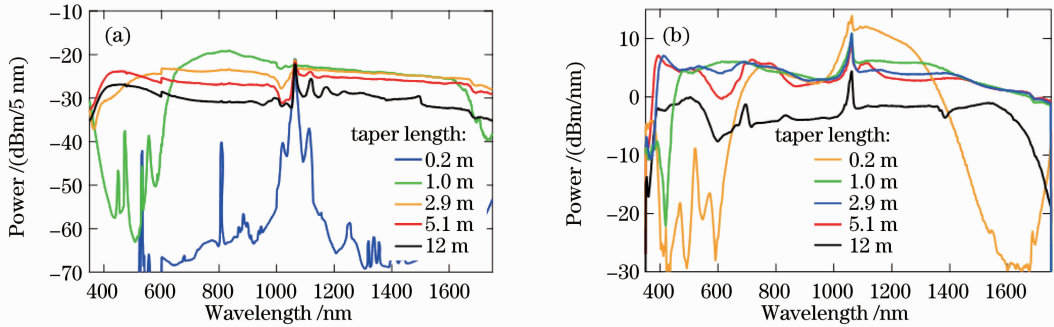 −10
−20
−30
−40
−50
−60
−70
Power /(dBm/5 nm)
(a)
taper length:
0.2 m
1.0 m
2.9 m
5.1 m
12 m
400 600 800 1000 1200 1400 1600
Wavelength /nm
10
0
−10
−20
−30
Power /(dBm/nm)
(b)
taper length:
0.2 m
1.0 m
2.9 m
5.1 m
12 m
400 600 800 1000 1200 1400 1600
Wavelength /nm